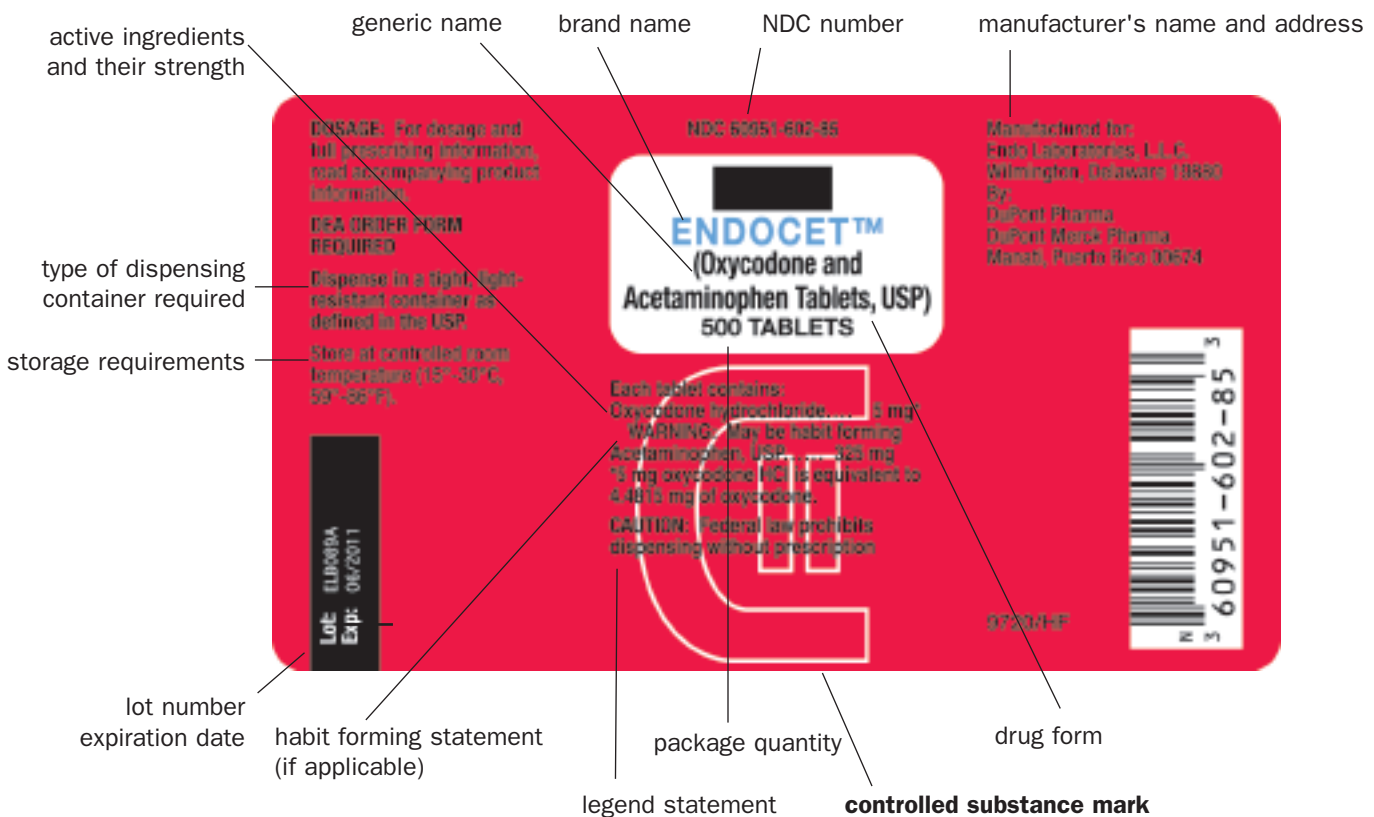 generic name
brand name
NDC number
manufacturer's name and address
active ingredients
and their strength
DOSAGE: For dosage and
full prescribing information,
read accompanying product
information.
DEA ORDER FORM
REQUIRED
type of dispensing
container required
Dispense in a tight, light-
resistant container as
defined in the USP.
storage requirements
Store at controlled room
temperature (15°-30°C,
59°-86°F).
Lot: ELB089A
Exp: 06/2011
NDC 60951-602-85
ENDOCET™
(Oxycodone and
Acetaminophen Tablets, USP)
500 TABLETS
Each tablet contains:
Oxycodone hydrochloride.... 5 mg*
WARNING: May be habit forming
Acetaminophen, USP...... 325 mg
*5 mg oxycodone HCl is equivalent to
4.4815 mg of oxycodone.
CAUTION: Federal law prohibits
dispensing without prescription
C II
Manufactured for:
Endo Laboratories, L.L.C.
Wilmington, Delaware
By:
DuPont Pharma
DuPont Merck Pharma
Manati, Puerto Rico 00674
N 3 60951-602-85 3
lot number
expiration date
habit forming statement
(if applicable)
legend statement
package quantity
controlled substance mark
drug form